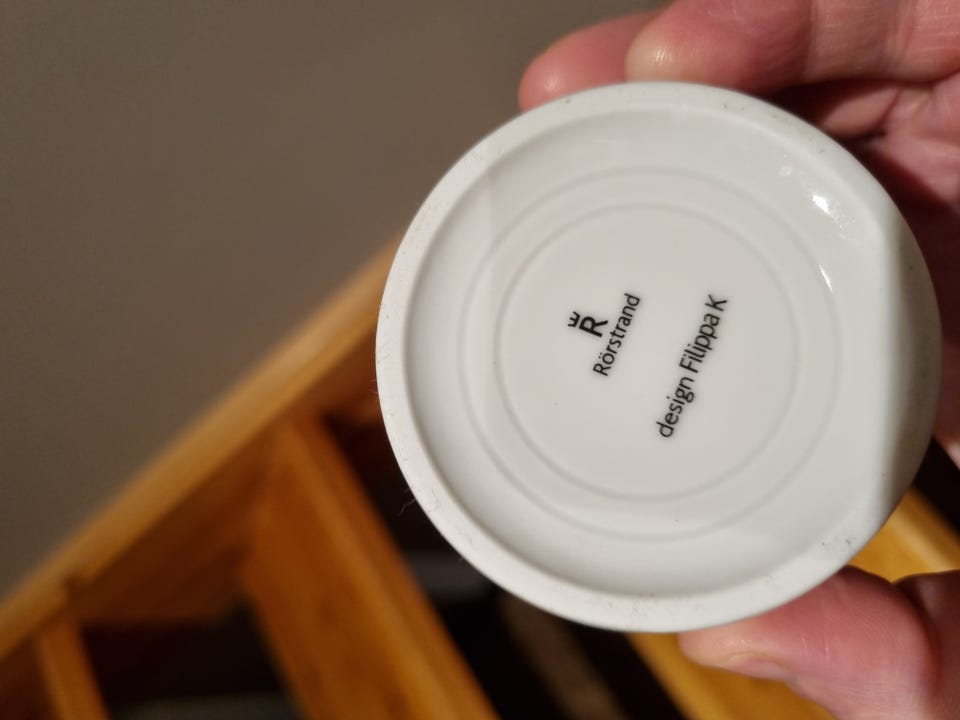 R
Rörstrand
design Filippa K